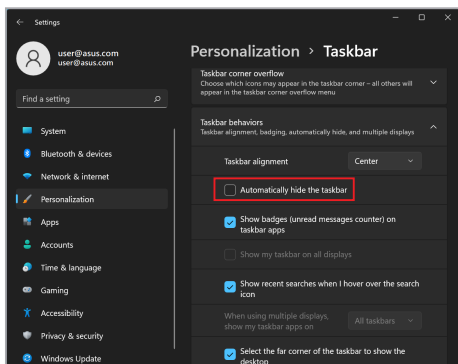 Settings
user@asus.com
user@asus.com
Find a setting
System
Bluetooth & devices
Network & internet
Personalization
Apps
Accounts
Time & language
Gaming
Accessibility
Privacy & security
Windows Update
Personalization > Taskbar
Taskbar corner overflow
Choose which icons may appear in the taskbar corner – all others will
appear in the taskbar corner overflow menu
Taskbar behaviors
Taskbar alignment, badging, automatically hide, and multiple displays
Taskbar alignment Center
Automatically hide the taskbar
Show badges (unread messages counter) on
taskbar apps
Show my taskbar on all displays
Show recent searches when I hover over the search
icon
When using multiple displays,
show my taskbar apps on All taskbars
Select the far corner of the taskbar to show the
desktop